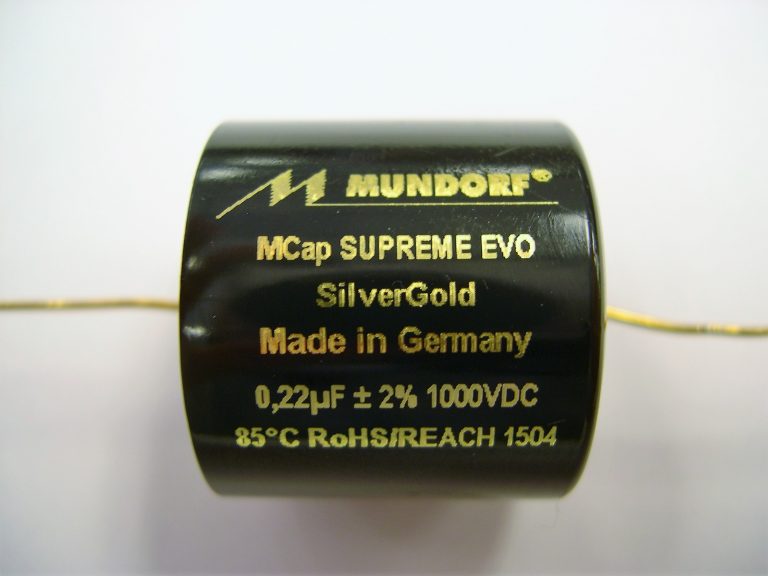 MUNDORF®
MCap SUPREME EVO
SilverGold
Made in Germany
0,22µF ± 2% 1000VDC
85°C RoHS/REACH 1504